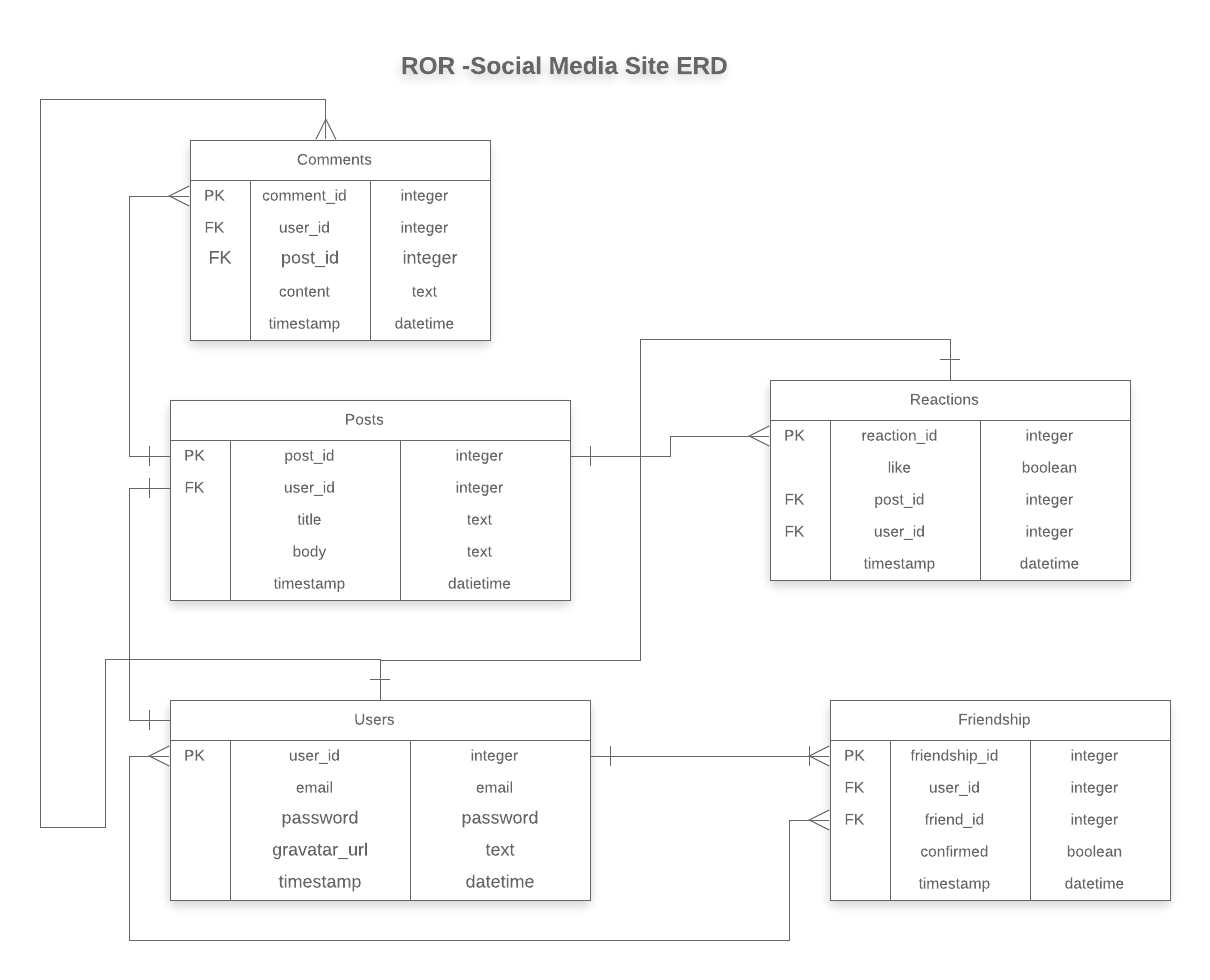 ROR -Social Media Site ERD
Comments
PK comment_id integer
FK user_id integer
FK post_id integer
content text
timestamp datetime
Posts
PK post_id integer
FK user_id integer
title text
body text
timestamp datietime
Reactions
PK reaction_id integer
like boolean
FK post_id integer
FK user_id integer
timestamp datetime
Users
PK user_id integer
email email
password password
gravatar_url text
timestamp datetime
Friendship
PK friendship_id integer
FK user_id integer
FK friend_id integer
confirmed boolean
timestamp datetime